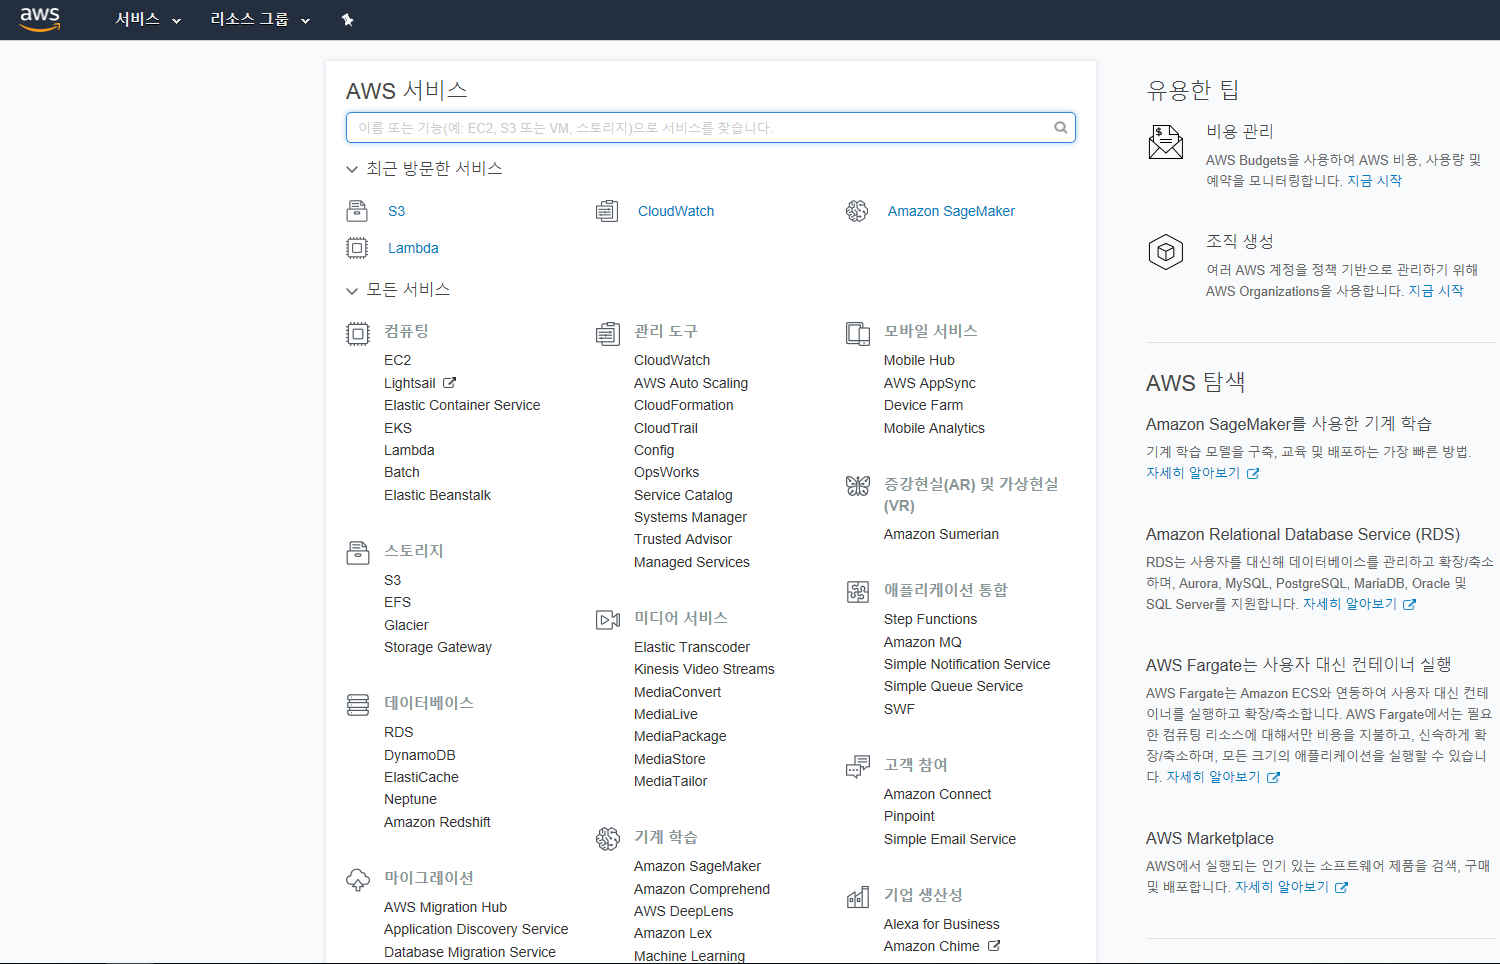 aws
서비스
리소스 그룹
AWS 서비스
이름 또는 기능(예: EC2, S3 또는 VM, 스토리지)으로 서비스를 찾습니다.
최근 방문한 서비스
S3
CloudWatch
Amazon SageMaker
Lambda
모든 서비스
컴퓨팅
EC2
Lightsail
Elastic Container Service
EKS
Lambda
Batch
Elastic Beanstalk
스토리지
S3
EFS
Glacier
Storage Gateway
데이터베이스
RDS
DynamoDB
ElastiCache
Neptune
Amazon Redshift
마이그레이션
AWS Migration Hub
Application Discovery Service
Database Migration Service
관리 도구
CloudWatch
AWS Auto Scaling
CloudFormation
CloudTrail
Config
OpsWorks
Service Catalog
Systems Manager
Trusted Advisor
Managed Services
미디어 서비스
Elastic Transcoder
Kinesis Video Streams
MediaConvert
MediaLive
MediaPackage
MediaStore
MediaTailor
기계 학습
Amazon SageMaker
Amazon Comprehend
AWS DeepLens
Amazon Lex
Machine Learning
모바일 서비스
Mobile Hub
AWS AppSync
Device Farm
Mobile Analytics
증강현실(AR) 및 가상현실
(VR)
Amazon Sumerian
애플리케이션 통합
Step Functions
Amazon MQ
Simple Notification Service
Simple Queue Service
SWF
고객 참여
Amazon Connect
Pinpoint
Simple Email Service
기업 생산성
Alexa for Business
Amazon Chime
유용한 팁
비용 관리
AWS Budgets을 사용하여 AWS 비용, 사용량 및
예약을 모니터링합니다. 지금 시작
조직 생성
여러 AWS 계정을 정책 기반으로 관리하기 위해
AWS Organizations을 사용합니다. 지금 시작
AWS 탐색
Amazon SageMaker를 사용한 기계 학습
기계 학습 모델을 구축, 교육 및 배포하는 가장 빠른 방법.
자세히 알아보기
Amazon Relational Database Service (RDS)
RDS는 사용자를 대신해 데이터베이스를 관리하고 확장/축소
하며, Aurora, MySQL, PostgreSQL, MariaDB, Oracle 및
SQL Server를 지원합니다. 자세히 알아보기
AWS Fargate는 사용자 대신 컨테이너 실행
AWS Fargate는 Amazon ECS와 연동하여 사용자 대신 컨테
이너를 실행하고 확장/축소합니다. AWS Fargate에서는 필요
한 컴퓨팅 리소스에 대해서만 비용을 지불하고, 신속하게 확
장/축소하며, 모든 크기의 애플리케이션을 실행할 수 있습니
다. 자세히 알아보기
AWS Marketplace
AWS에서 실행되는 인기 있는 소프트웨어 제품을 검색, 구매
및 배포합니다. 자세히 알아보기